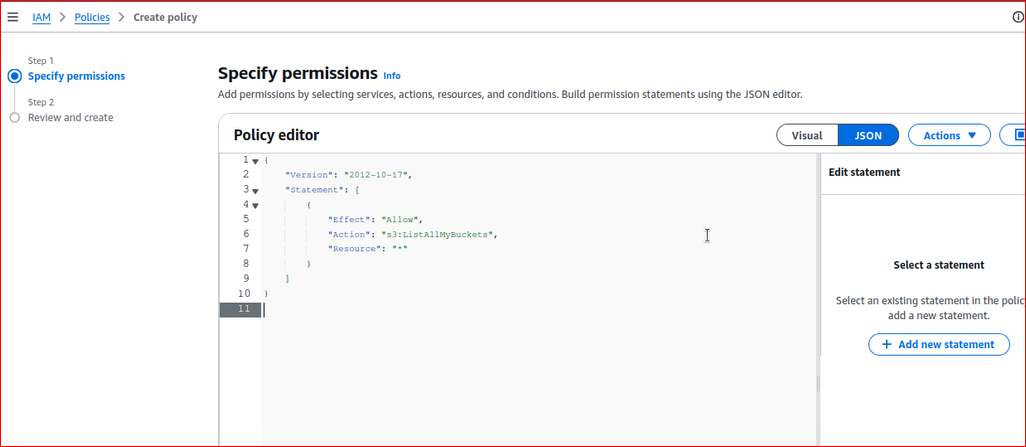 IAM > Policies > Create policy
Step 1
Specify permissions
Step 2
Review and create
Specify permissions Info
Add permissions by selecting services, actions, resources, and conditions. Build permission statements using the JSON editor.
Policy editor
Visual JSON Actions
1 {
2 "Version": "2012-10-17",
3 "Statement": [
4 {
5 "Effect": "Allow",
6 "Action": "s3:ListAllMyBuckets",
7 "Resource": "*"
8 }
9 ]
10 }
11
Edit statement
Select a statement
Select an existing statement in the polic
add a new statement.
+ Add new statement